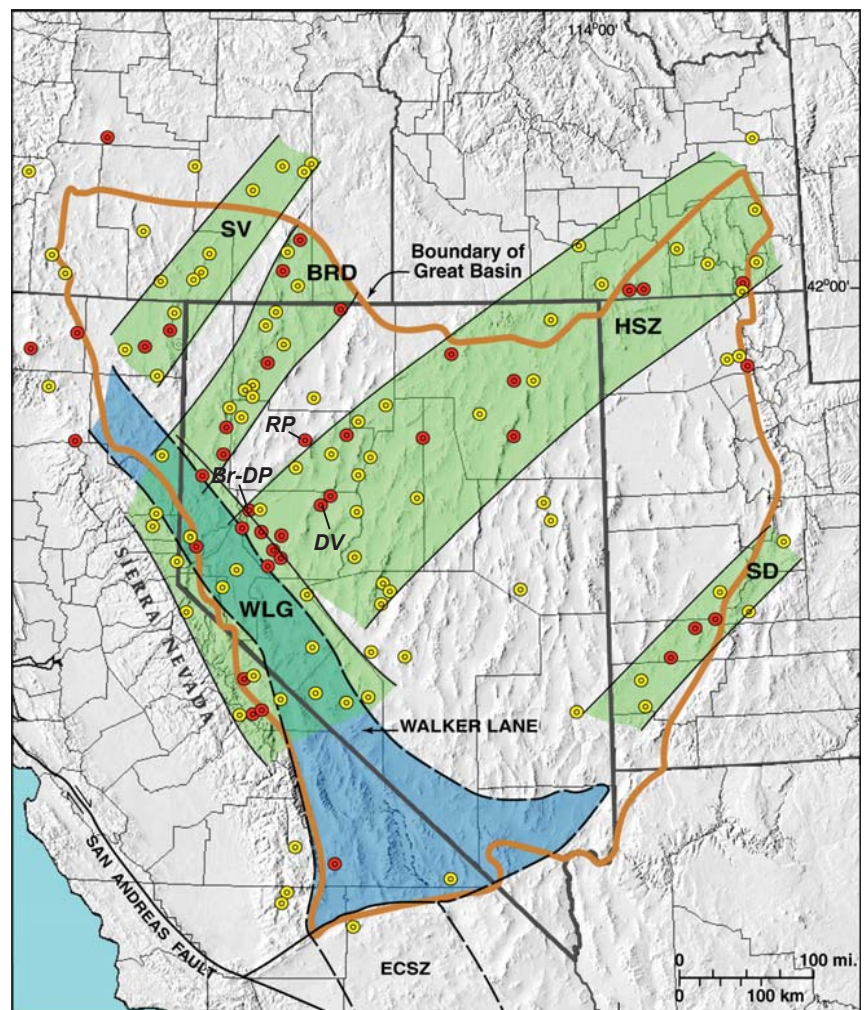 114°00'
SV
BRD
Boundary of
Great Basin
42°00'
HSZ
RP
Br-DP
DV
SD
WLG
SIERRA NEVADA
WALKER LANE
SAN ANDREAS FAULT
ECSZ
0 100 mi.
0 100 km